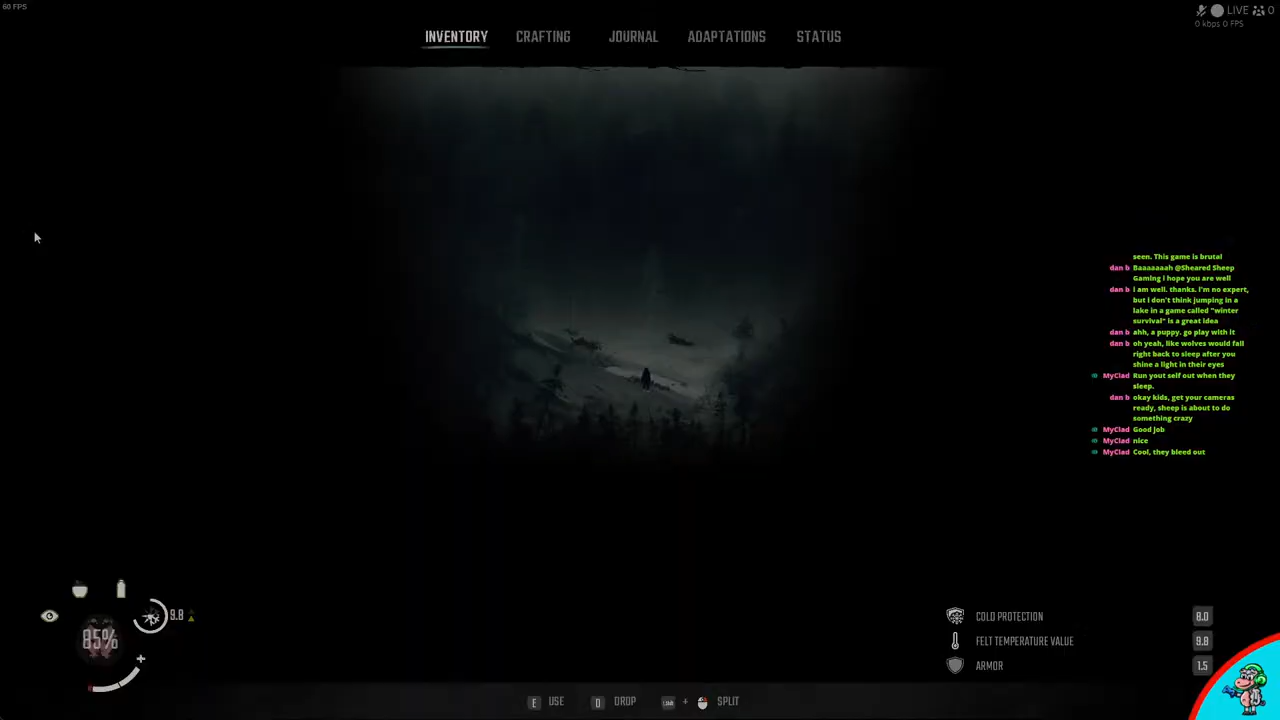 60 FPS
LIVE 0
0 kbps 0 FPS
INVENTORY CRAFTING JOURNAL ADAPTATIONS STATUS
seen. This game is brutal
dan b Baaaaaaah @Sheared Sheep
Gaming i hope you are well
dan b i am well. thanks. I'm no expert,
but i don't think jumping in a
lake in a game called "winter
survival" is a great idea
dan b ahh, a puppy. go play with it
dan b oh yeah, like wolves would fall
right back to sleep after you
shine a light in their eyes
MyClad Run yout self out when they
sleep.
dan b okay kids, get your cameras
ready, sheep is about to do
something crazy
MyClad Good job
MyClad nice
MyClad Cool, they bleed out
9.8
85%
COLD PROTECTION 8.0
FELT TEMPERATURE VALUE 9.8
ARMOR 1.5
E USE D DROP + SPLIT